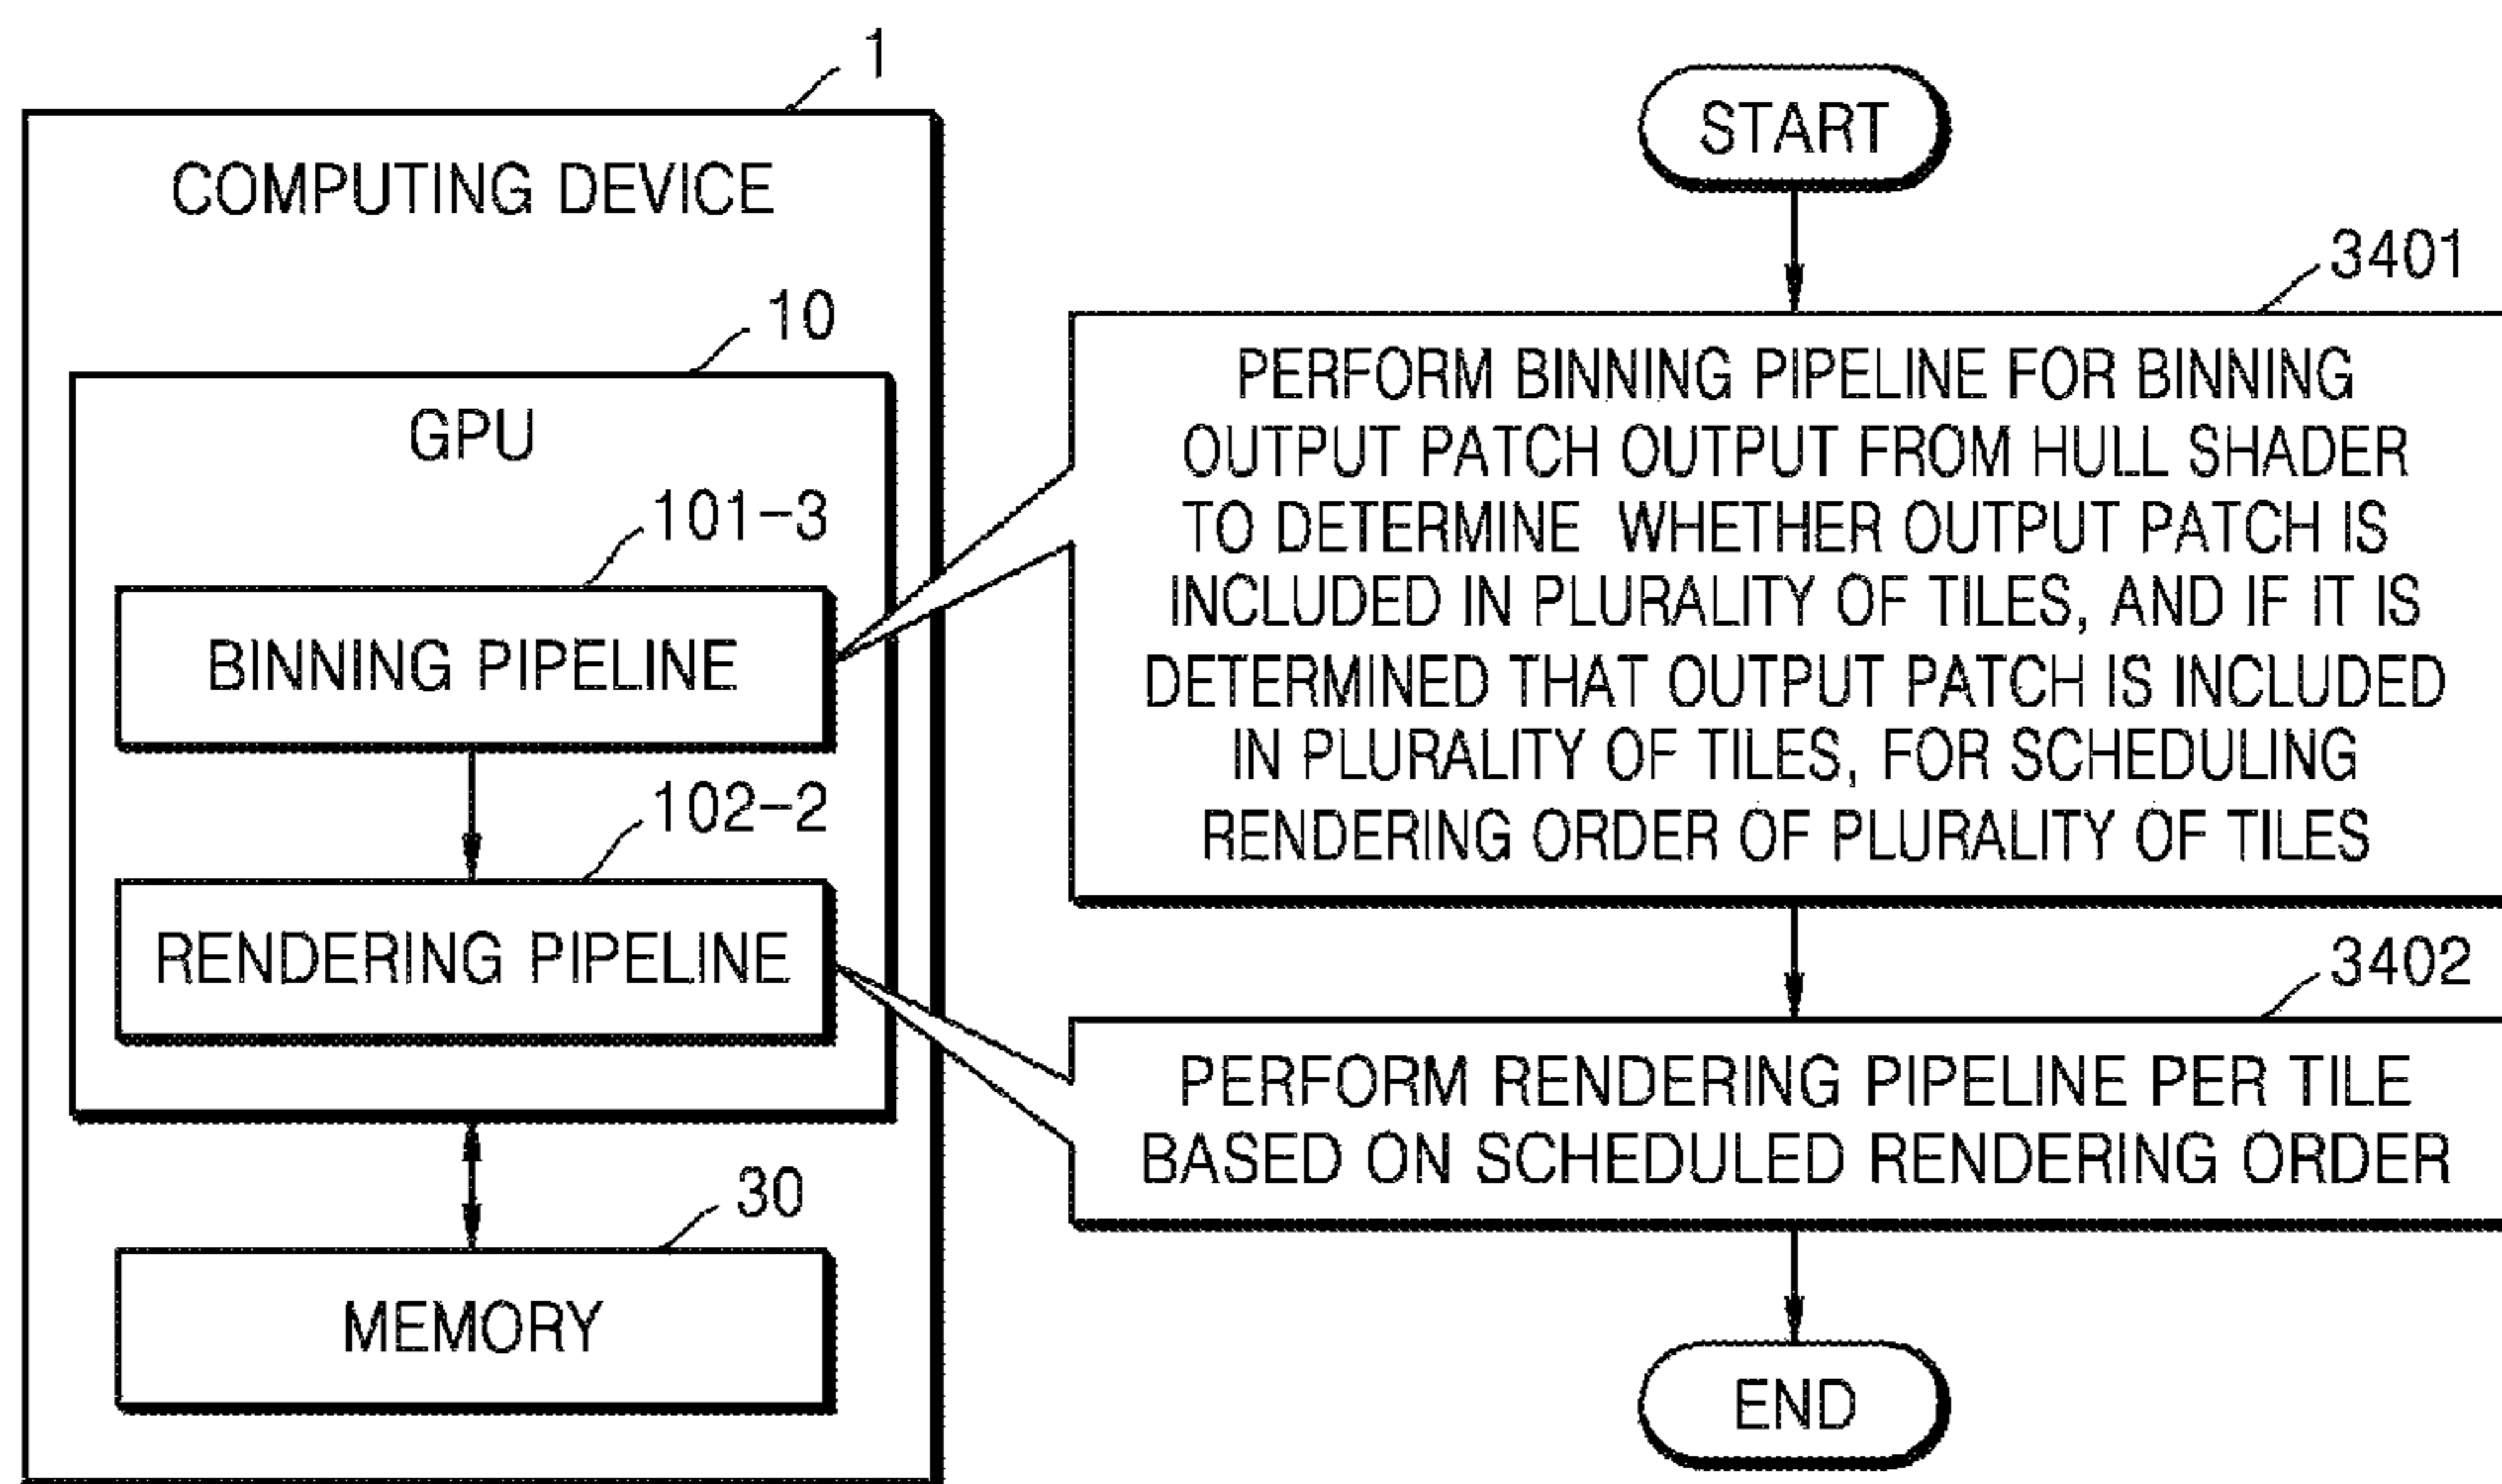 1
COMPUTING DEVICE
10
GPU
101-3
BINNING PIPELINE
102-2
RENDERING PIPELINE
30
MEMORY
START
3401
PERFORM BINNING PIPELINE FOR BINNING
OUTPUT PATCH OUTPUT FROM HULL SHADER
TO DETERMINE WHETHER OUTPUT PATCH IS
INCLUDED IN PLURALITY OF TILES, AND IF IT IS
DETERMINED THAT OUTPUT PATCH IS INCLUDED
IN PLURALITY OF TILES, FOR SCHEDULING
RENDERING ORDER OF PLURALITY OF TILES
3402
PERFORM RENDERING PIPELINE PER TILE
BASED ON SCHEDULED RENDERING ORDER
END